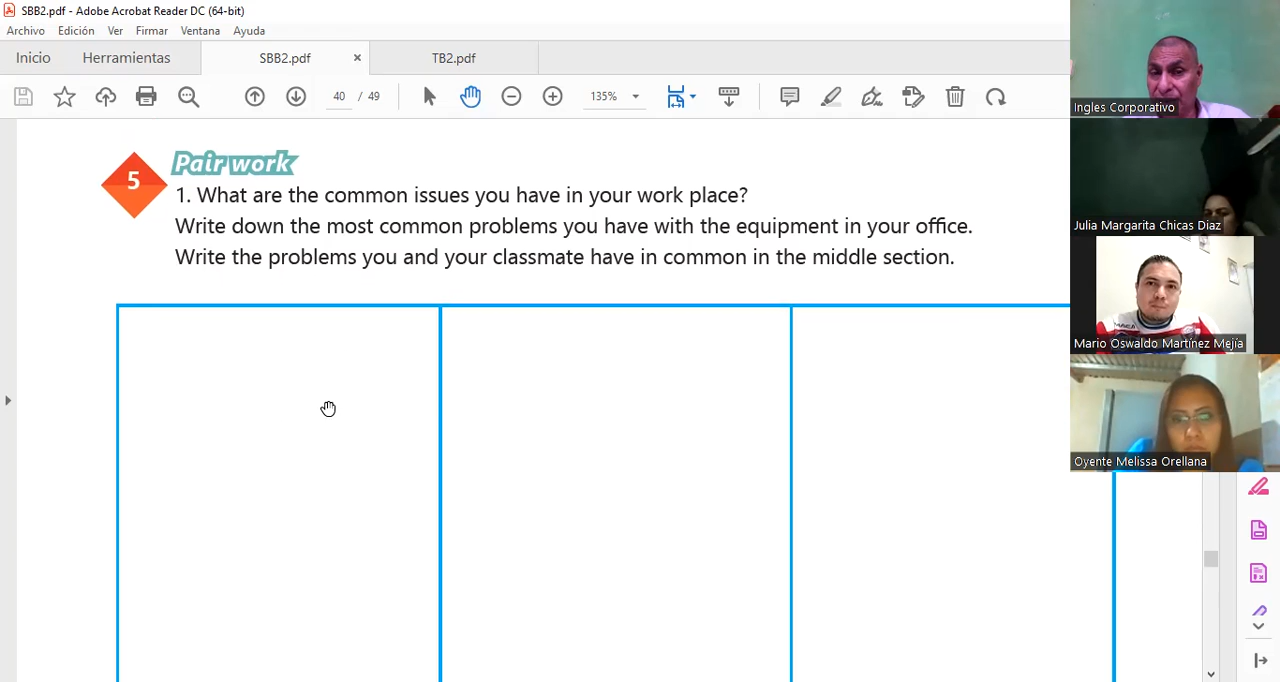 SBB2.pdf - Adobe Acrobat Reader DC (64-bit)
Archivo Edición Ver Firmar Ventana Ayuda
Inicio Herramientas SBB2.pdf × TB2.pdf
40 / 49 135%
5 Pair work
1. What are the common issues you have in your work place?
Write down the most common problems you have with the equipment in your office.
Write the problems you and your classmate have in common in the middle section.
Ingles Corporativo
Julia Margarita Chicas Diaz
Mario Oswaldo Martínez Mejía
Oyente Melissa Orellana